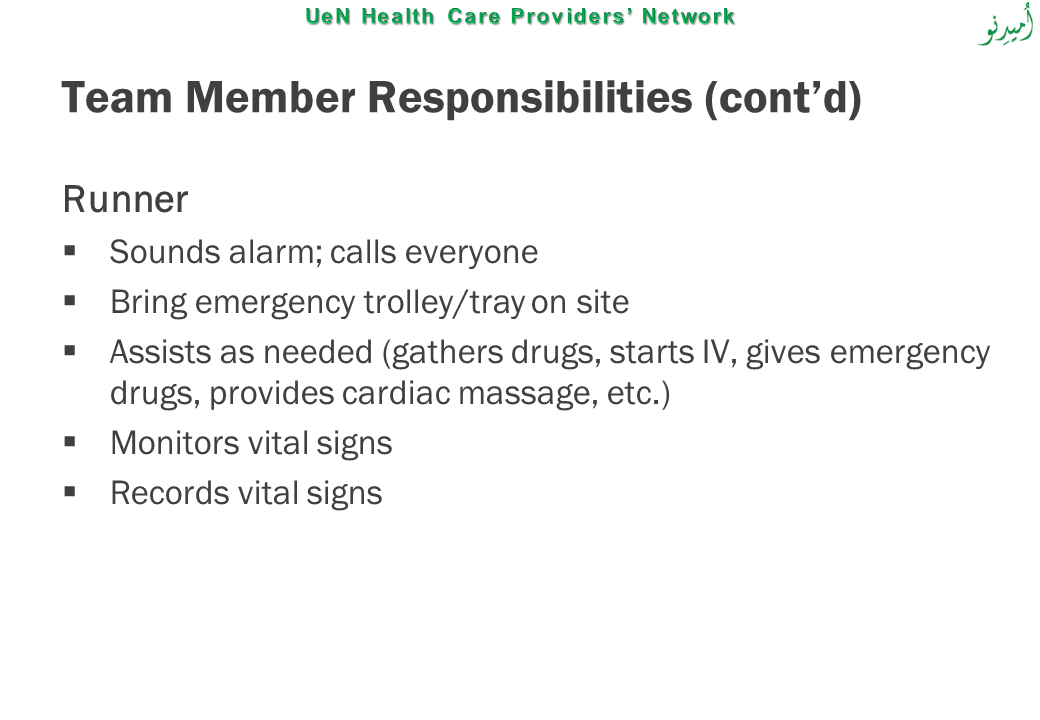 UeN Health Care Providers’ Network
اُمیدِنو
Team Member Responsibilities (cont’d)
Runner
▪ Sounds alarm; calls everyone
▪ Bring emergency trolley/tray on site
▪ Assists as needed (gathers drugs, starts IV, gives emergency
drugs, provides cardiac massage, etc.)
▪ Monitors vital signs
▪ Records vital signs